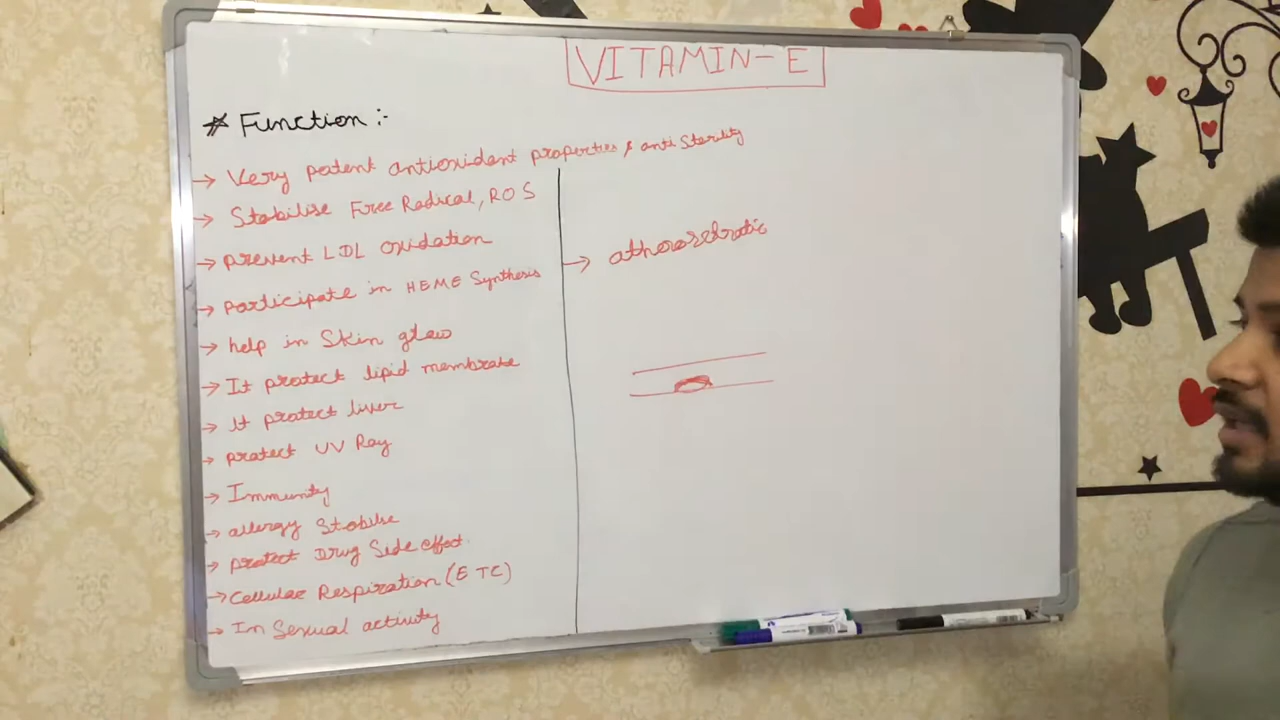 VITAMIN-E
* Function :-
→ Very potent antioxidant properties & anti Sterility
→ Stabilise Free Radical, ROS
→ prevent LDL oxidation
→ participate in HEME Synthesis
→ help in Skin glow
→ It protect lipid membrate
→ It protect liver
→ protect UV Ray
→ Immunity
→ allergy Stabilise
→ protect Drug Side effect.
→ Cellular Respiration (ETC)
→ In Sexual activity
→